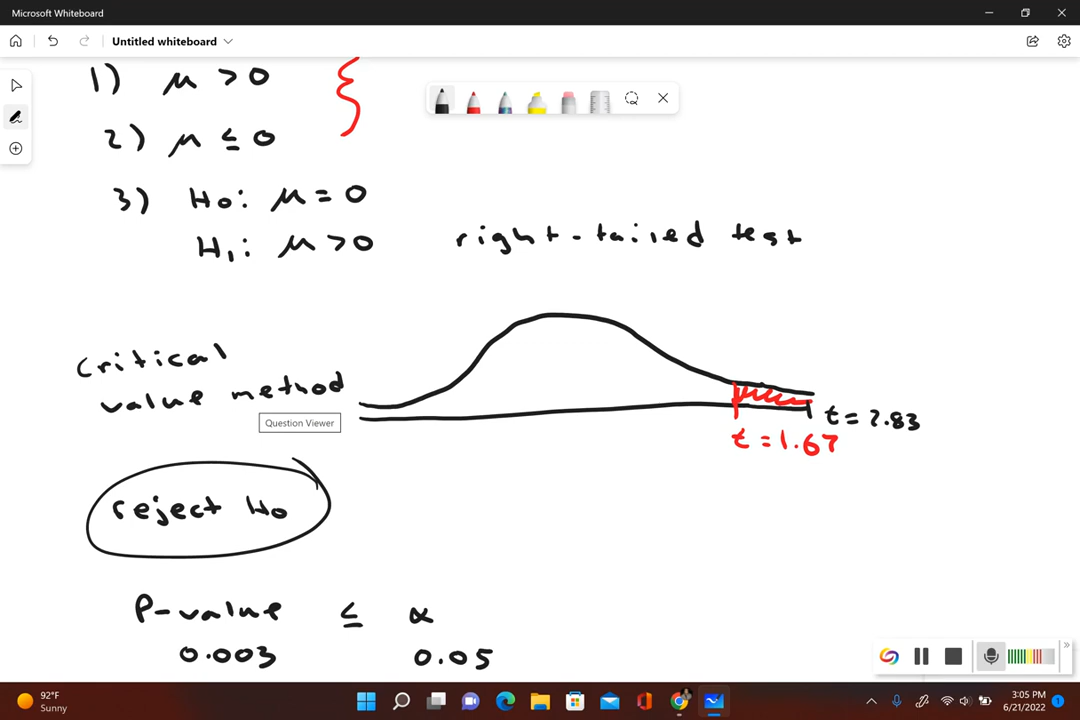 Microsoft Whiteboard
Untitled whiteboard
1) μ > 0
2) μ ≤ 0
3) Ho: μ = 0
H1: μ > 0
right-tailed test
critical
value method
Question Viewer
t = 2.83
t = 1.67
reject Ho
P-value ≤ α
0.003 0.05
92°F
Sunny
3:05 PM
6/21/2022
1